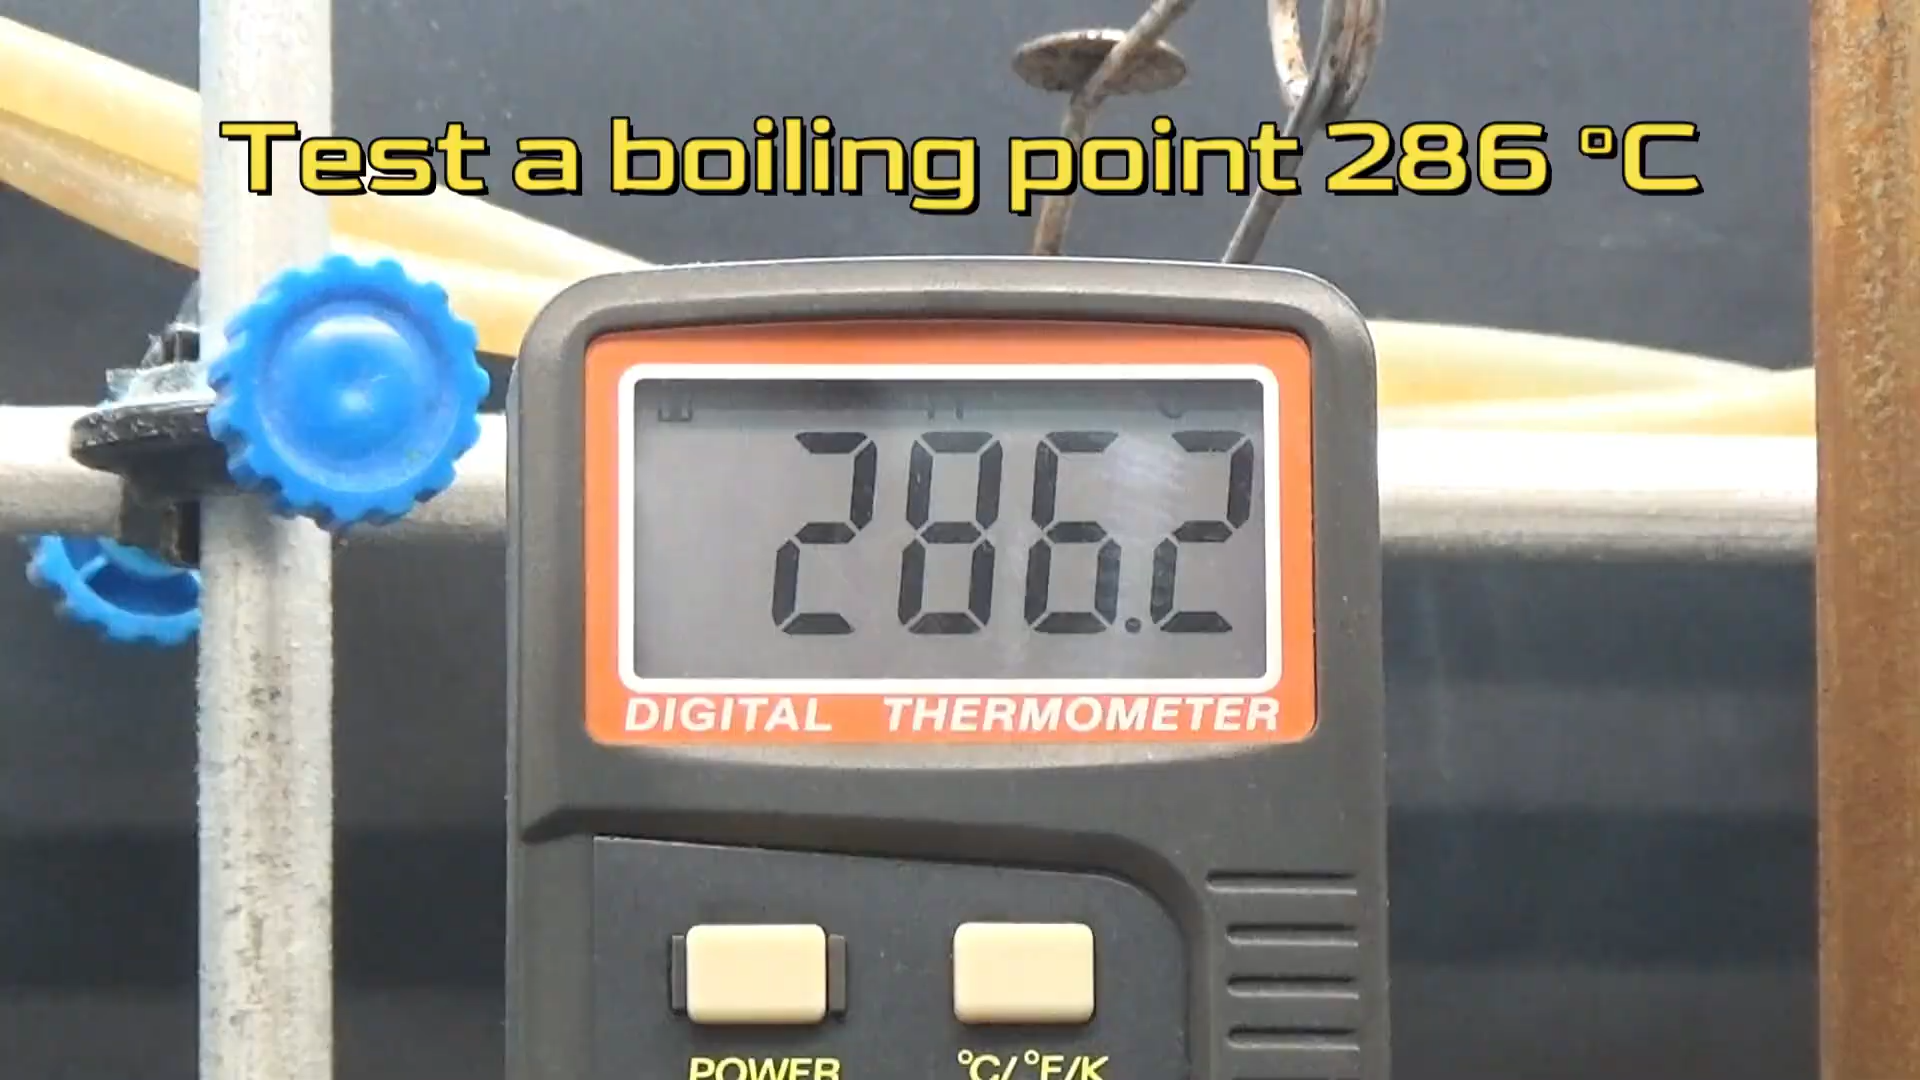 Test a boiling point 286 °C
286.2
DIGITAL THERMOMETER
POWER °C/°F/K